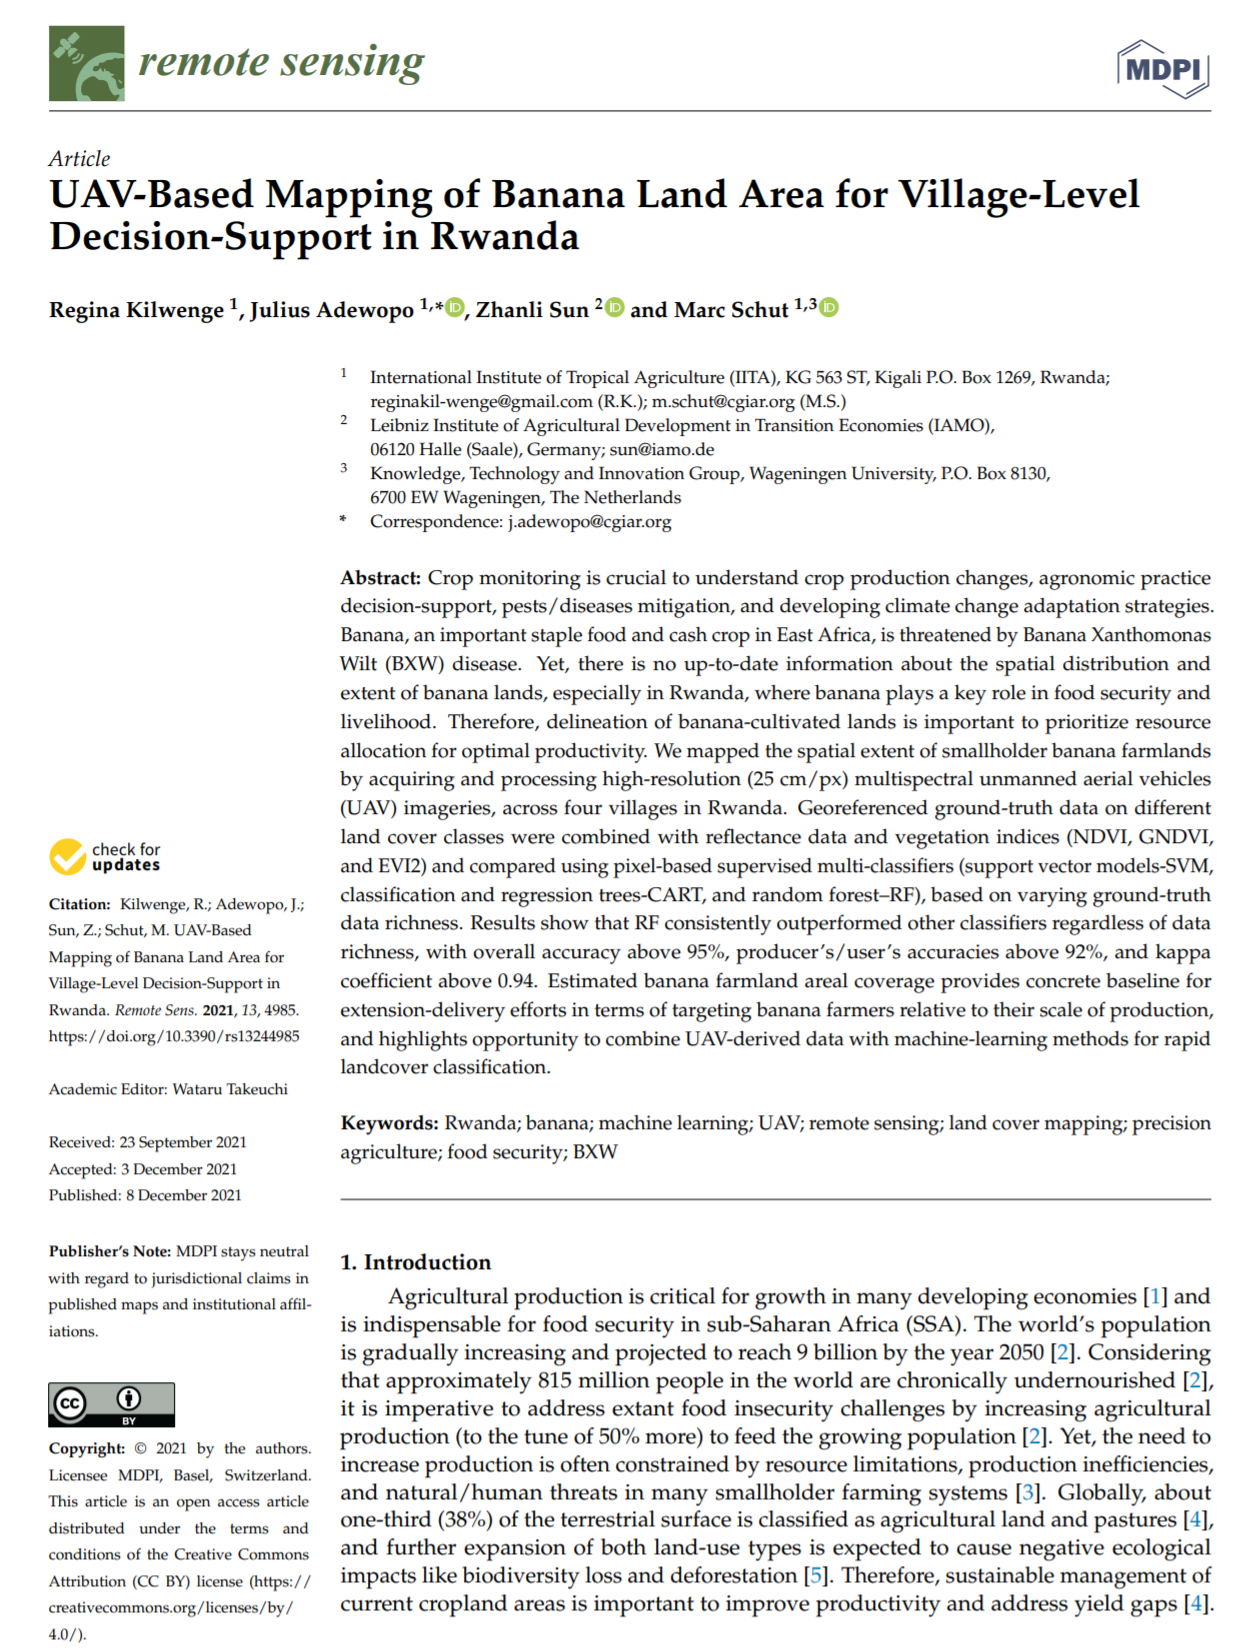 remote sensing
MDPI
Article
UAV-Based Mapping of Banana Land Area for Village-Level
Decision-Support in Rwanda
Regina Kilwenge 1, Julius Adewopo 1,* iD, Zhanli Sun 2 iD and Marc Schut 1,3 iD
1 International Institute of Tropical Agriculture (IITA), KG 563 ST, Kigali P.O. Box 1269, Rwanda;
reginakil-wenge@gmail.com (R.K.); m.schut@cgiar.org (M.S.)
2 Leibniz Institute of Agricultural Development in Transition Economies (IAMO),
06120 Halle (Saale), Germany; sun@iamo.de
3 Knowledge, Technology and Innovation Group, Wageningen University, P.O. Box 8130,
6700 EW Wageningen, The Netherlands
* Correspondence: j.adewopo@cgiar.org
Abstract: Crop monitoring is crucial to understand crop production changes, agronomic practice
decision-support, pests/diseases mitigation, and developing climate change adaptation strategies.
Banana, an important staple food and cash crop in East Africa, is threatened by Banana Xanthomonas
Wilt (BXW) disease. Yet, there is no up-to-date information about the spatial distribution and
extent of banana lands, especially in Rwanda, where banana plays a key role in food security and
livelihood. Therefore, delineation of banana-cultivated lands is important to prioritize resource
allocation for optimal productivity. We mapped the spatial extent of smallholder banana farmlands
by acquiring and processing high-resolution (25 cm/px) multispectral unmanned aerial vehicles
(UAV) imageries, across four villages in Rwanda. Georeferenced ground-truth data on different
land cover classes were combined with reflectance data and vegetation indices (NDVI, GNDVI,
and EVI2) and compared using pixel-based supervised multi-classifiers (support vector models-SVM,
classification and regression trees-CART, and random forest–RF), based on varying ground-truth
data richness. Results show that RF consistently outperformed other classifiers regardless of data
richness, with overall accuracy above 95%, producer's/user's accuracies above 92%, and kappa
coefficient above 0.94. Estimated banana farmland areal coverage provides concrete baseline for
extension-delivery efforts in terms of targeting banana farmers relative to their scale of production,
and highlights opportunity to combine UAV-derived data with machine-learning methods for rapid
landcover classification.
Keywords: Rwanda; banana; machine learning; UAV; remote sensing; land cover mapping; precision
agriculture; food security; BXW
check for
updates
Citation: Kilwenge, R.; Adewopo, J.;
Sun, Z.; Schut, M. UAV-Based
Mapping of Banana Land Area for
Village-Level Decision-Support in
Rwanda. Remote Sens. 2021, 13, 4985.
https://doi.org/10.3390/rs13244985
Academic Editor: Wataru Takeuchi
Received: 23 September 2021
Accepted: 3 December 2021
Published: 8 December 2021
Publisher's Note: MDPI stays neutral
with regard to jurisdictional claims in
published maps and institutional affil-
iations.
cc
BY
Copyright: © 2021 by the authors.
Licensee MDPI, Basel, Switzerland.
This article is an open access article
distributed under the terms and
conditions of the Creative Commons
Attribution (CC BY) license (https://
creativecommons.org/licenses/by/
4.0/).
1. Introduction
Agricultural production is critical for growth in many developing economies [1] and
is indispensable for food security in sub-Saharan Africa (SSA). The world's population
is gradually increasing and projected to reach 9 billion by the year 2050 [2]. Considering
that approximately 815 million people in the world are chronically undernourished [2],
it is imperative to address extant food insecurity challenges by increasing agricultural
production (to the tune of 50% more) to feed the growing population [2]. Yet, the need to
increase production is often constrained by resource limitations, production inefficiencies,
and natural/human threats in many smallholder farming systems [3]. Globally, about
one-third (38%) of the terrestrial surface is classified as agricultural land and pastures [4],
and further expansion of both land-use types is expected to cause negative ecological
impacts like biodiversity loss and deforestation [5]. Therefore, sustainable management of
current cropland areas is important to improve productivity and address yield gaps [4].